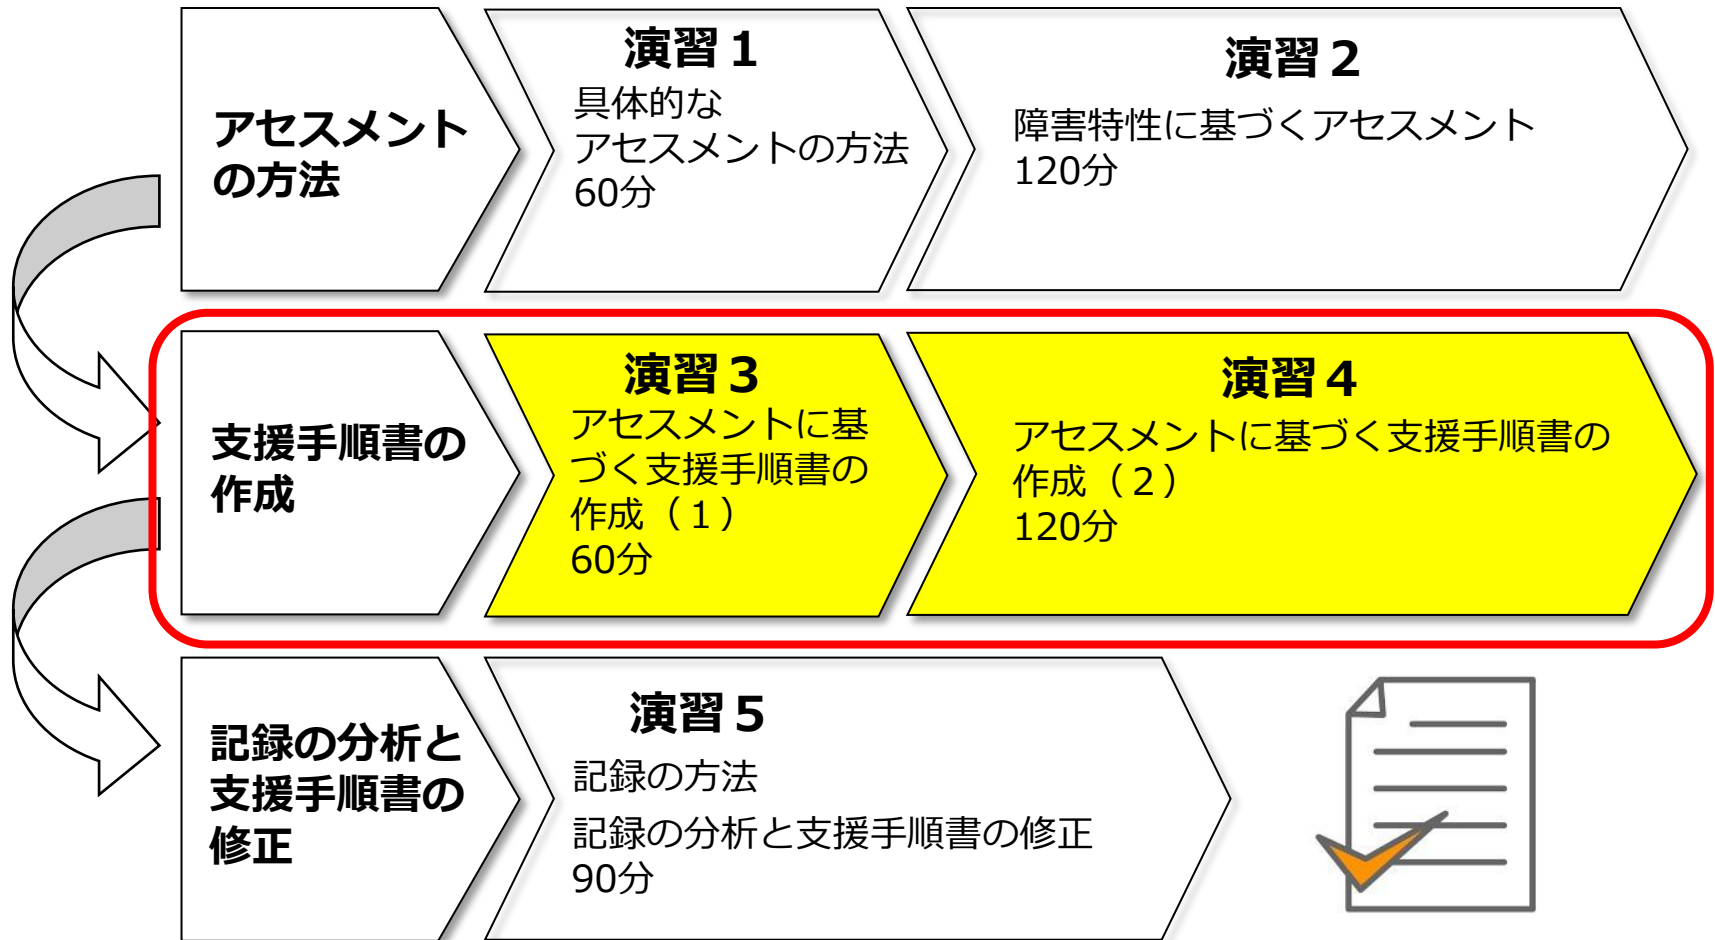 アセスメント
の方法
演習１
具体的な
アセスメントの方法
60分
演習２
障害特性に基づくアセスメント
120分
支援手順書の
作成
演習３
アセスメントに基
づく支援手順書の
作成（１）
60分
演習４
アセスメントに基づく支援手順書の
作成（２）
120分
記録の分析と
支援手順書の
修正
演習５
記録の方法
記録の分析と支援手順書の修正
90分